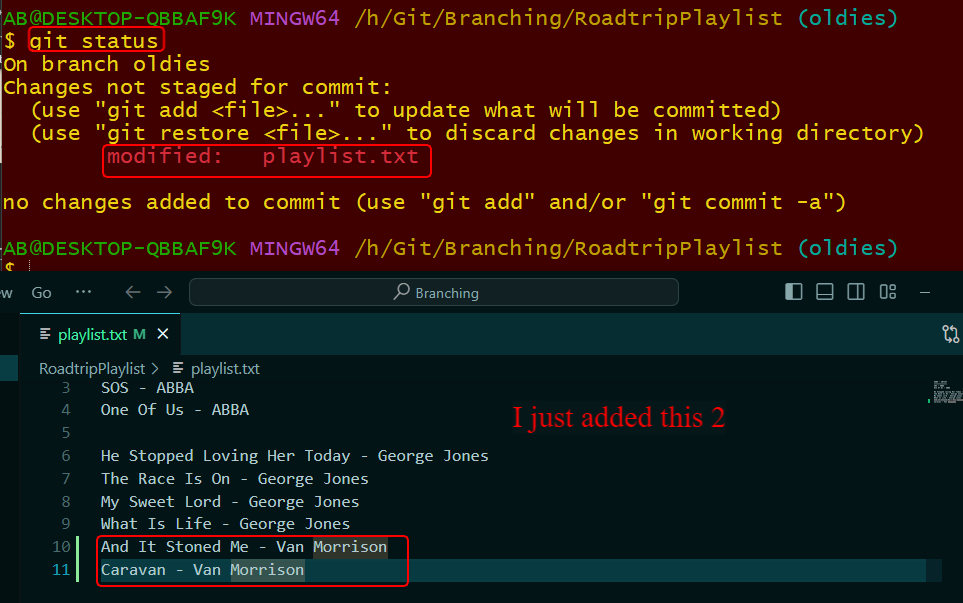 AB@DESKTOP-QBBAF9K MINGW64 /h/Git/Branching/RoadtripPlaylist (oldies)
$ git status
On branch oldies
Changes not staged for commit:
(use "git add <file>..." to update what will be committed)
(use "git restore <file>..." to discard changes in working directory)
modified: playlist.txt
no changes added to commit (use "git add" and/or "git commit -a")
AB@DESKTOP-QBBAF9K MINGW64 /h/Git/Branching/RoadtripPlaylist (oldies)
$
ew Go ··· Branching
playlist.txt M
RoadtripPlaylist > playlist.txt
3 SOS - ABBA
4 One Of Us - ABBA
I just added this 2
5
6 He Stopped Loving Her Today - George Jones
7 The Race Is On - George Jones
8 My Sweet Lord - George Jones
9 What Is Life - George Jones
10 And It Stoned Me - Van Morrison
11 Caravan - Van Morrison